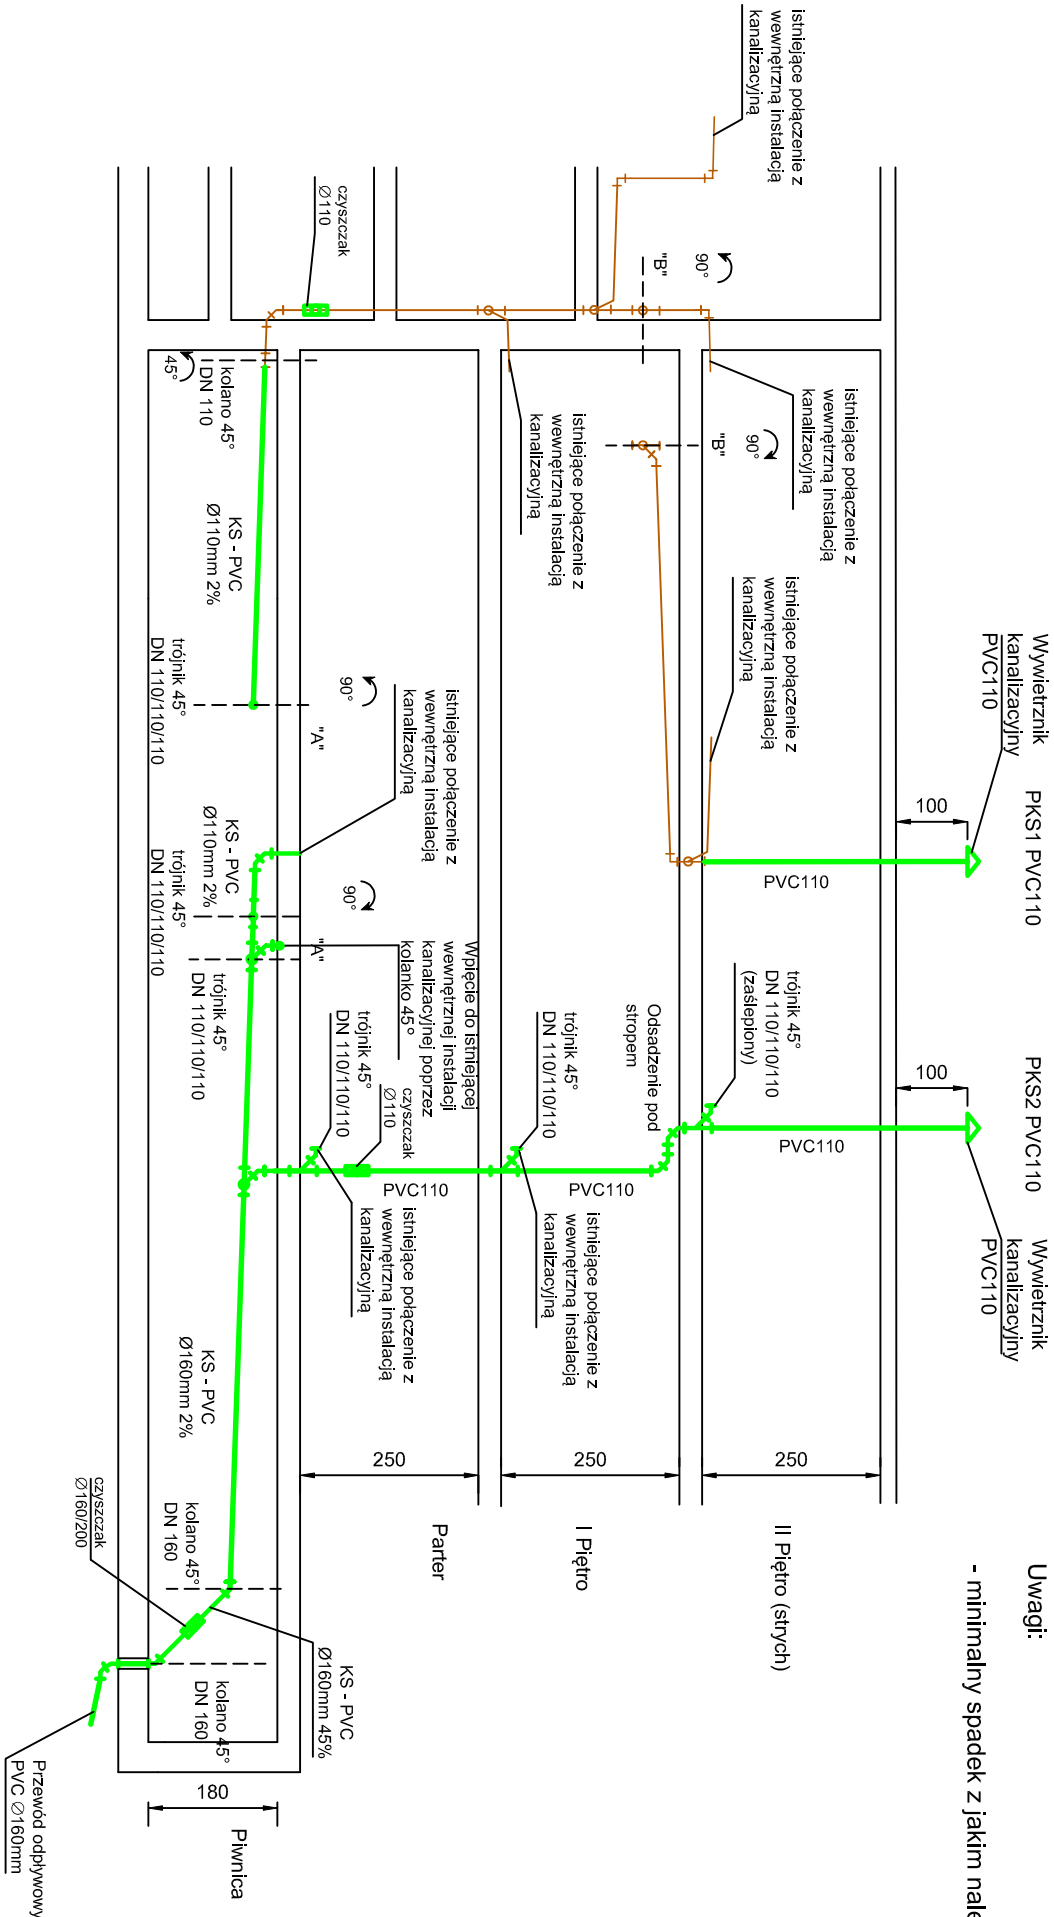 Wywietrznik
kanalizacyjny
PVC110
PKS1 PVC110
PKS2 PVC110
Wywietrznik
kanalizacyjny
PVC110
Uwagi:
- minimalny spadek z jakim nale
100
100
istniejące połączenie z
wewnętrzną instalacją
kanalizacyjną
90°
"B"
istniejące połączenie z
wewnętrzną instalacją
kanalizacyjną
90°
"B"
istniejące połączenie z
wewnętrzną instalacją
kanalizacyjną
PVC110
trójnik 45°
DN 110/110/110
(zaślepiony)
PVC110
250
II Piętro (strych)
istniejące połączenie z
wewnętrzną instalacją
kanalizacyjną
Odsadzenie pod
stropem
trójnik 45°
DN 110/110/110
PVC110
istniejące połączenie z
wewnętrzną instalacją
kanalizacyjną
250
I Piętro
czyszczak
Ø110
90°
"A"
istniejące połączenie z
wewnętrzną instalacją
kanalizacyjną
90°
"A"
Wpięcie do istniejącej
wewnętrznej instalacji
kanalizacyjnej poprzez
kolanko 45°
trójnik 45°
DN 110/110/110
czyszczak
Ø110
PVC110
istniejące połączenie z
wewnętrzną instalacją
kanalizacyjną
250
Parter
45°
kolano 45°
DN 110
KS - PVC
Ø110mm 2%
trójnik 45°
DN 110/110/110
KS - PVC
Ø110mm 2%
trójnik 45°
DN 110/110/110
trójnik 45°
DN 110/110/110
KS - PVC
Ø160mm 2%
czyszczak
Ø160/200
kolano 45°
DN 160
KS - PVC
Ø160mm 45%
kolano 45°
DN 160
180
Piwnica
Przewód odpływowy
PVC Ø160mm